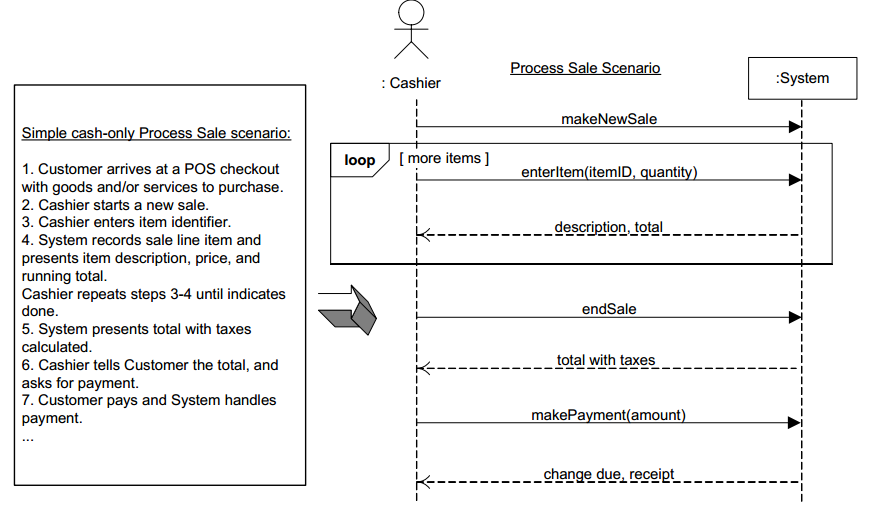 Process Sale Scenario
: Cashier
:System
Simple cash-only Process Sale scenario:
1. Customer arrives at a POS checkout
with goods and/or services to purchase.
2. Cashier starts a new sale.
3. Cashier enters item identifier.
4. System records sale line item and
presents item description, price, and
running total.
Cashier repeats steps 3-4 until indicates
done.
5. System presents total with taxes
calculated.
6. Cashier tells Customer the total, and
asks for payment.
7. Customer pays and System handles
payment.
...
makeNewSale
loop
[ more items ]
enterItem(itemID, quantity)
description, total
endSale
total with taxes
makePayment(amount)
change due, receipt